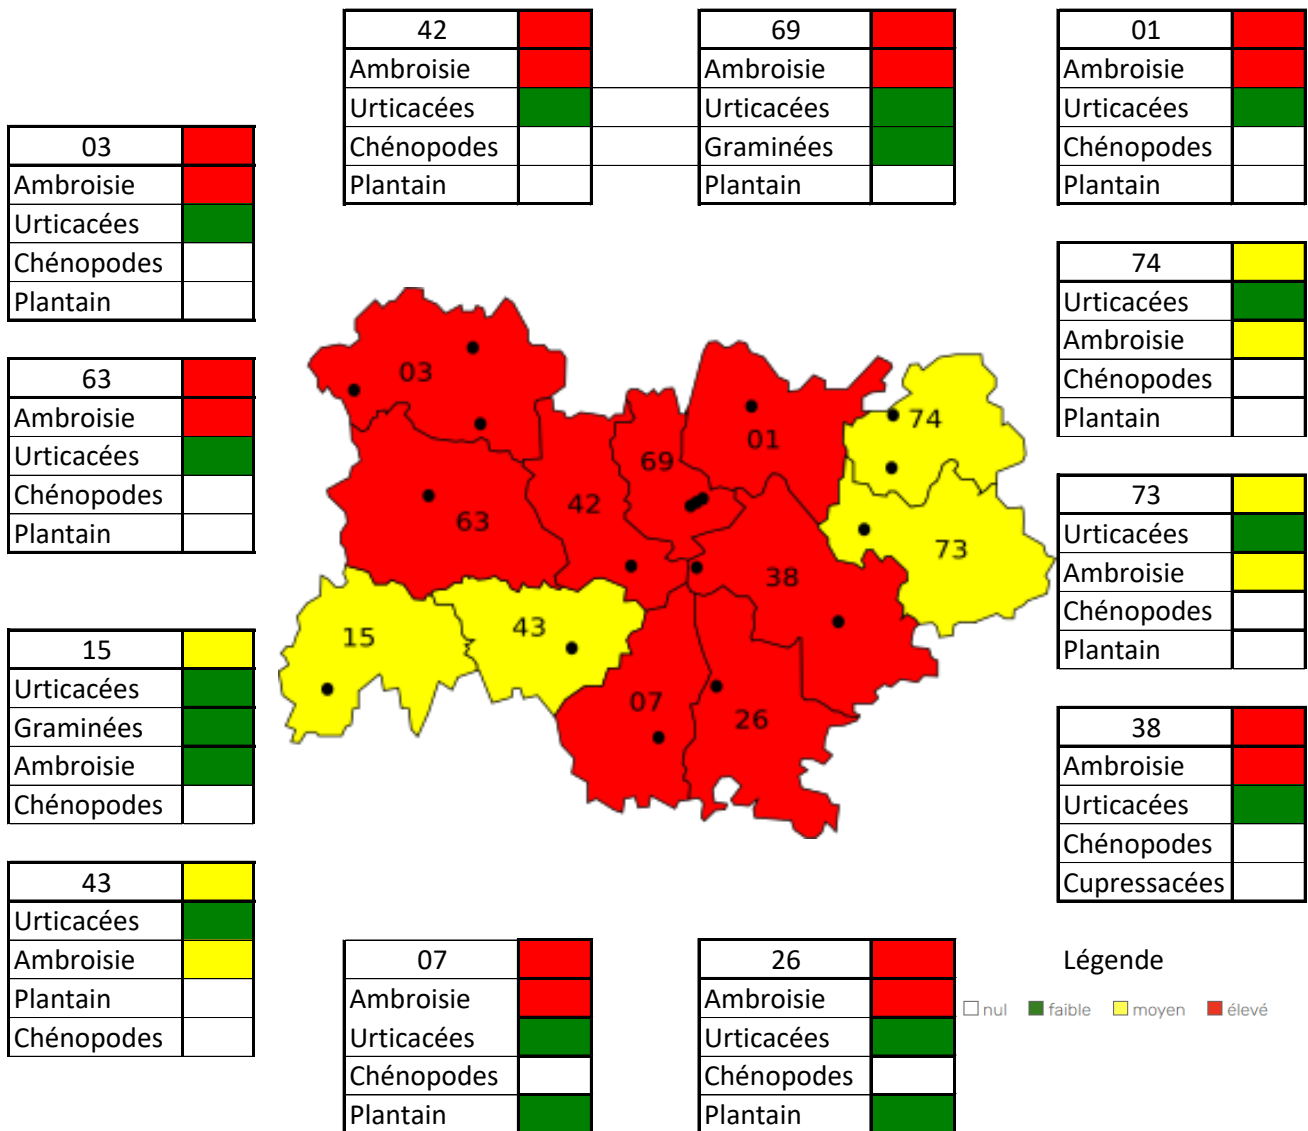 42
Ambroisie
Urticacées
Chénopodes
Plantain
69
Ambroisie
Urticacées
Graminées
Plantain
01
Ambroisie
Urticacées
Chénopodes
Plantain
03
Ambroisie
Urticacées
Chénopodes
Plantain
74
Urticacées
Ambroisie
Chénopodes
Plantain
63
Ambroisie
Urticacées
Chénopodes
Plantain
73
Urticacées
Ambroisie
Chénopodes
Plantain
15
Urticacées
Graminées
Ambroisie
Chénopodes
38
Ambroisie
Urticacées
Chénopodes
Cupressacées
43
Urticacées
Ambroisie
Plantain
Chénopodes
03
74
01
69
42
63
73
38
43
15
07
26
07
Ambroisie
Urticacées
Chénopodes
Plantain
26
Ambroisie
Urticacées
Chénopodes
Plantain
Légende
nul faible moyen élevé